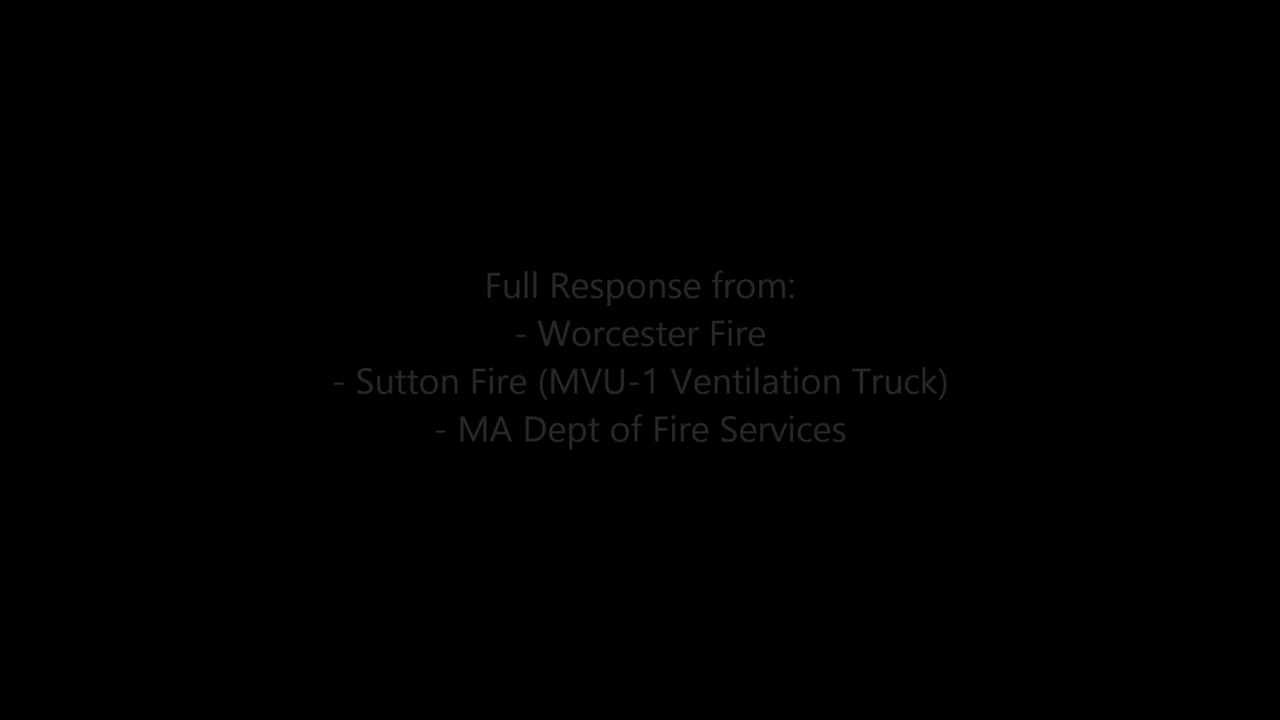 Full Response from:
- Worcester Fire
- Sutton Fire (MVU-1 Ventilation Truck)
- MA Dept of Fire Services